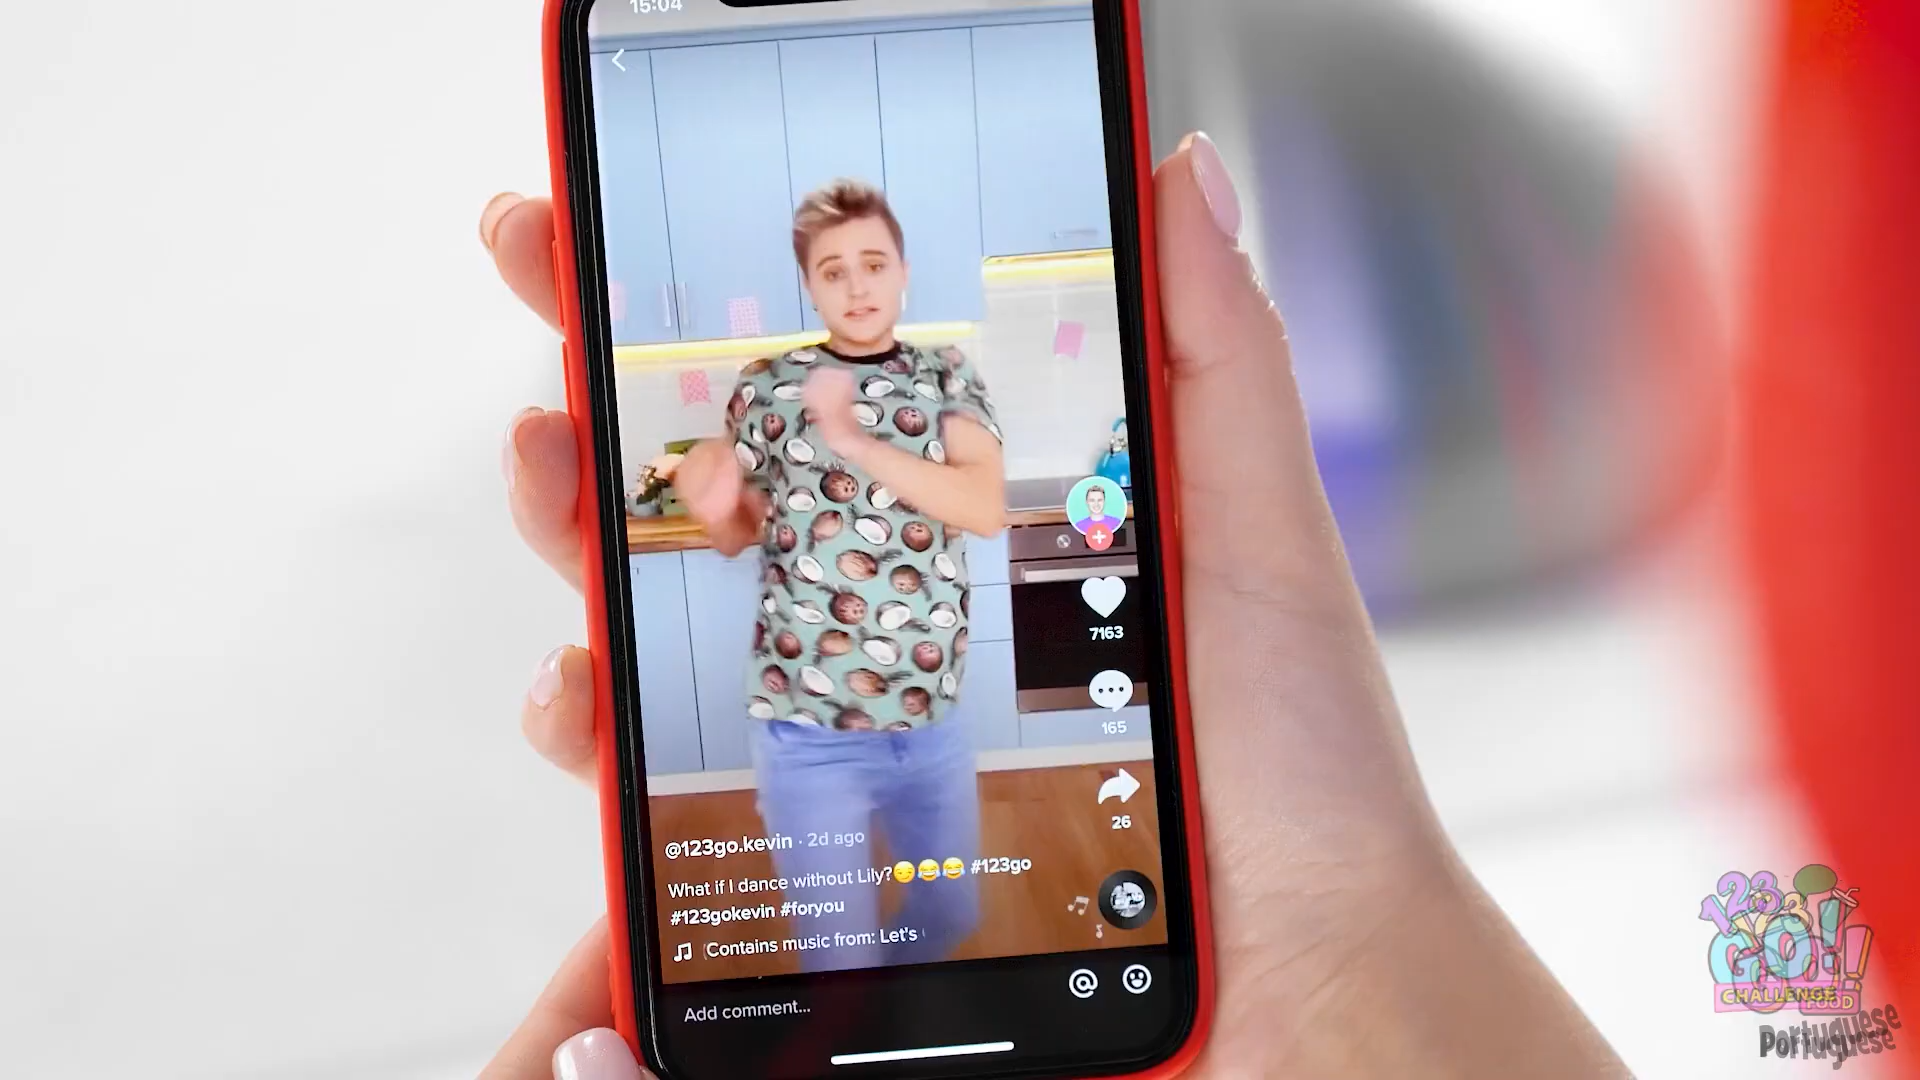 15:04
7163
165
26
@123go.kevin · 2d ago
What if I dance without Lily?😏😂😂 #123go
#123gokevin #foryou
(Contains music from: Let's
Add comment...
123
GO!
CHALLENGE
FOOD
Portuguese